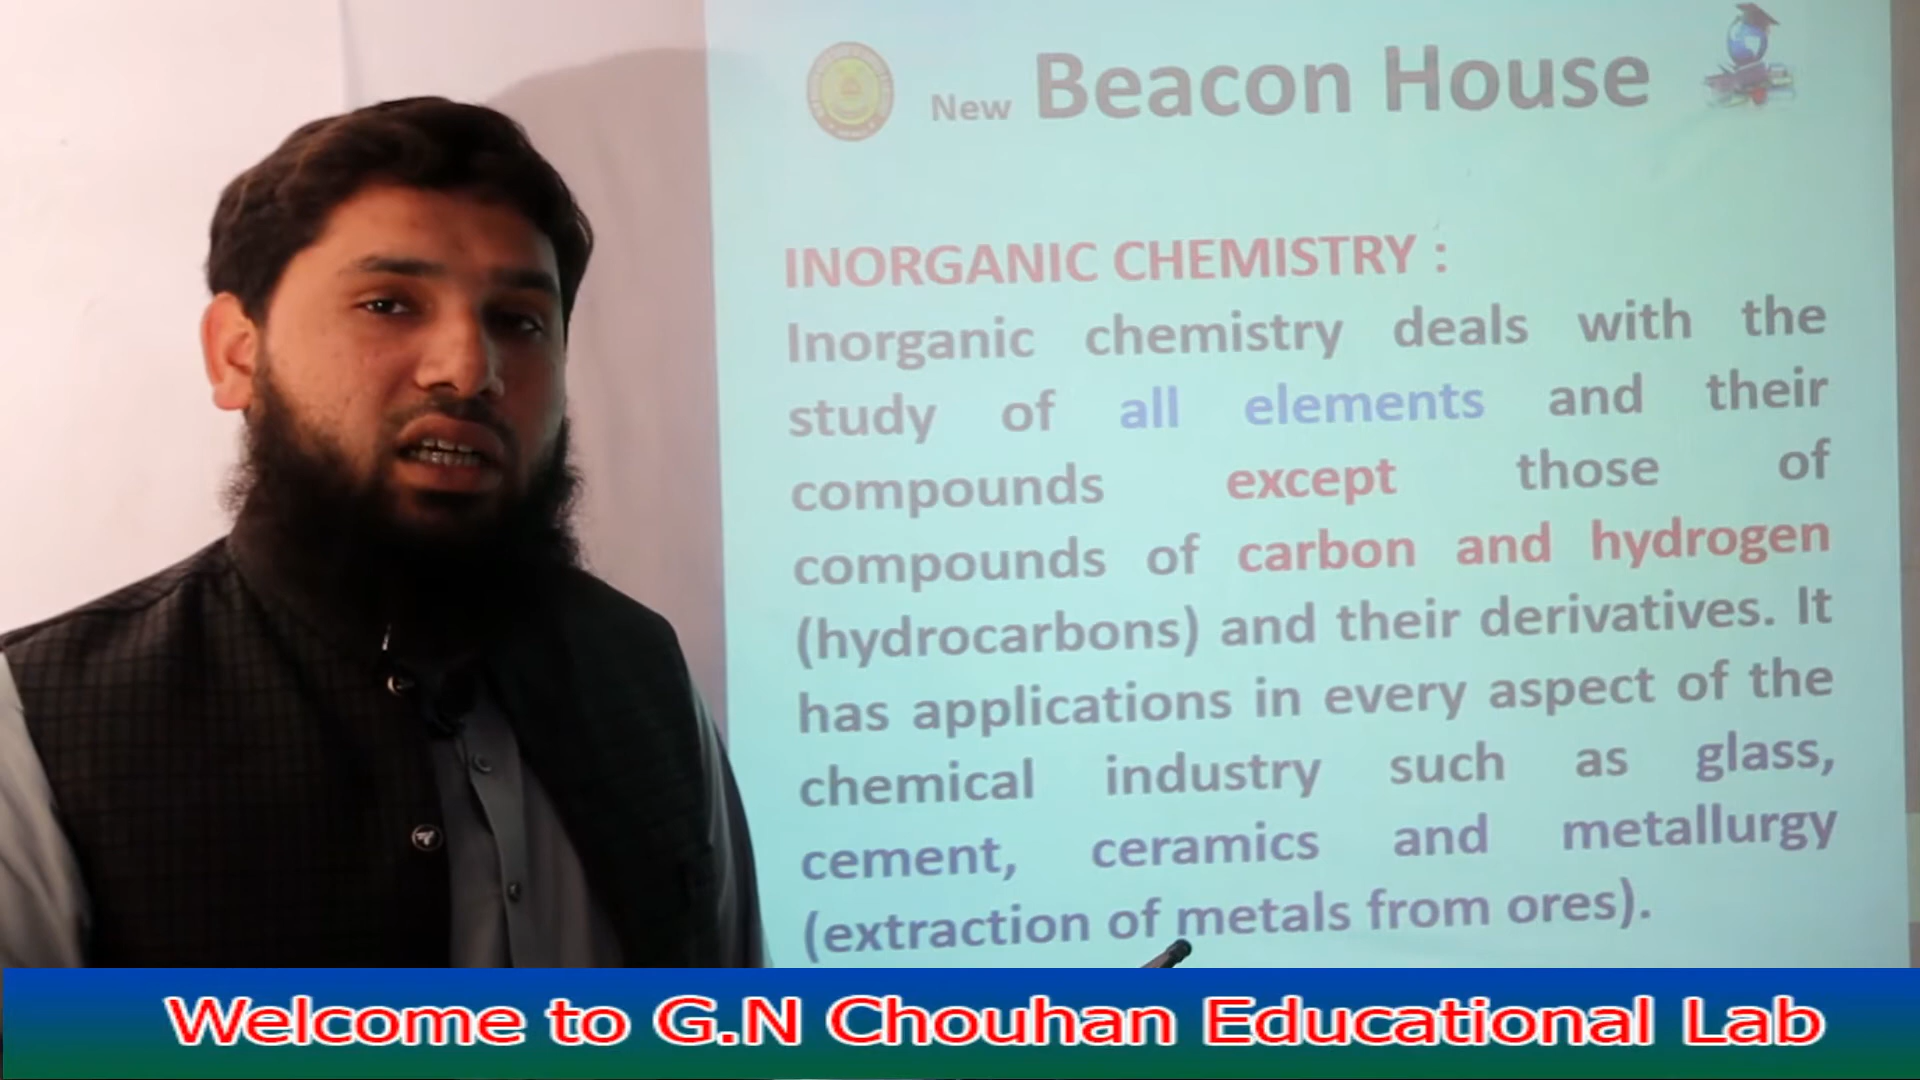 New Beacon House
INORGANIC CHEMISTRY :
Inorganic chemistry deals with the
study of all elements and their
compounds except those of
compounds of carbon and hydrogen
(hydrocarbons) and their derivatives. It
has applications in every aspect of the
chemical industry such as glass,
cement, ceramics and metallurgy
(extraction of metals from ores).
Welcome to G.N Chouhan Educational Lab